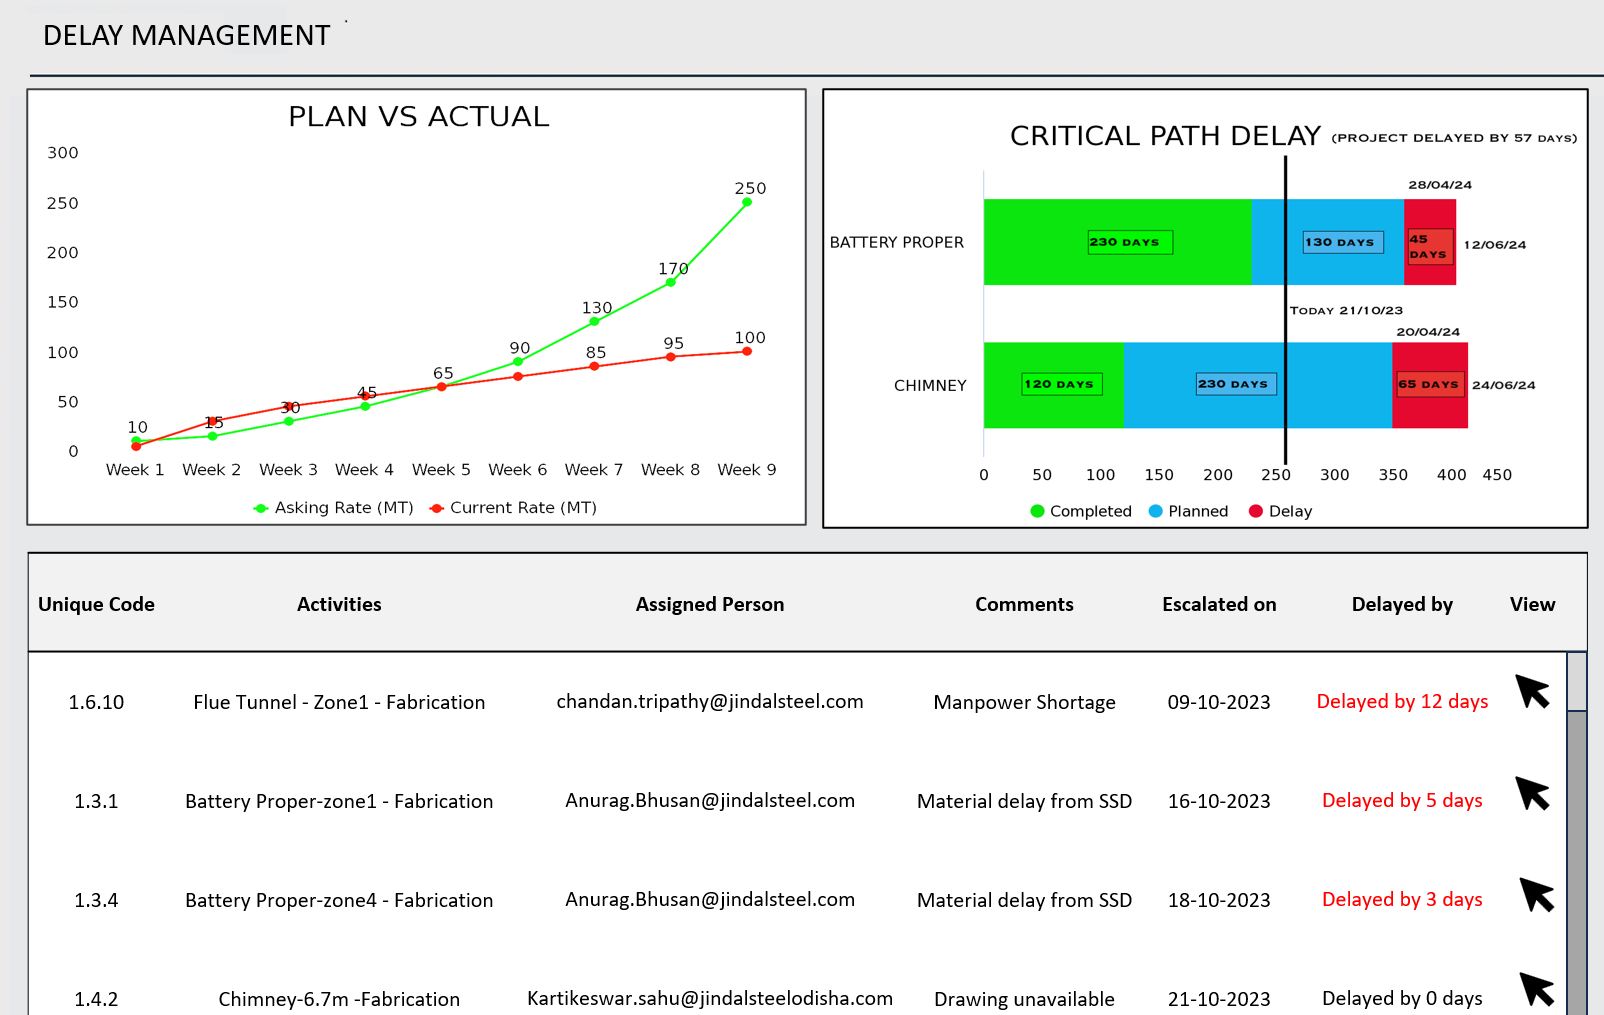 DELAY MANAGEMENT
PLAN VS ACTUAL
300
250
200
150
100
50
0
10
15
30
45
65
90
130
170
250
85
95
100
Week 1 Week 2 Week 3 Week 4 Week 5 Week 6 Week 7 Week 8 Week 9
Asking Rate (MT) Current Rate (MT)
CRITICAL PATH DELAY (PROJECT DELAYED BY 57 DAYS)
28/04/24
BATTERY PROPER 230 DAYS 130 DAYS 45 DAYS 12/06/24
TODAY 21/10/23
20/04/24
CHIMNEY 120 DAYS 230 DAYS 65 DAYS 24/06/24
0 50 100 150 200 250 300 350 400 450
Completed Planned Delay
Unique Code Activities Assigned Person Comments Escalated on Delayed by View
1.6.10 Flue Tunnel - Zone1 - Fabrication chandan.tripathy@jindalsteel.com Manpower Shortage 09-10-2023 Delayed by 12 days
1.3.1 Battery Proper-zone1 - Fabrication Anurag.Bhusan@jindalsteel.com Material delay from SSD 16-10-2023 Delayed by 5 days
1.3.4 Battery Proper-zone4 - Fabrication Anurag.Bhusan@jindalsteel.com Material delay from SSD 18-10-2023 Delayed by 3 days
1.4.2 Chimney-6.7m -Fabrication Kartikeswar.sahu@jindalsteelodisha.com Drawing unavailable 21-10-2023 Delayed by 0 days